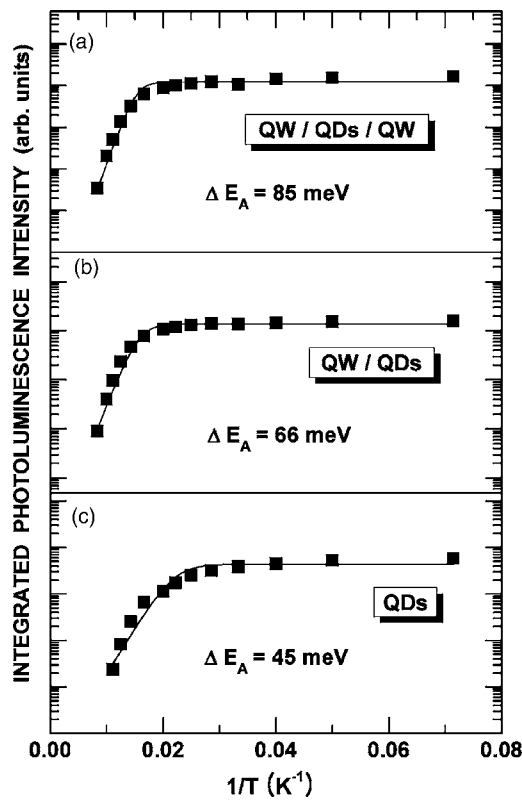 INTEGRATED PHOTOLUMINESCENCE INTENSITY (arb. units)
(a)
QW / QDs / QW
Δ E_A = 85 meV
(b)
QW / QDs
Δ E_A = 66 meV
(c)
QDs
Δ E_A = 45 meV
0.00 0.02 0.04 0.06 0.08
1/T (K⁻¹)